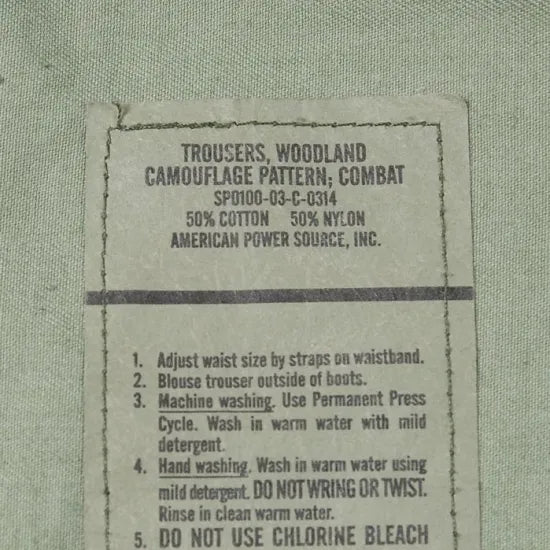 TROUSERS, WOODLAND
CAMOUFLAGE PATTERN; COMBAT
SPO100-03-C-0314
50% COTTON 50% NYLON
AMERICAN POWER SOURCE, INC.
1. Adjust waist size by straps on waistband.
2. Blouse trouser outside of boots.
3. Machine washing. Use Permanent Press
Cycle. Wash in warm water with mild
detergent.
4. Hand washing. Wash in warm water using
mild detergent. DO NOT WRING OR TWIST.
Rinse in clean warm water.
5. DO NOT USE CHLORINE BLEACH